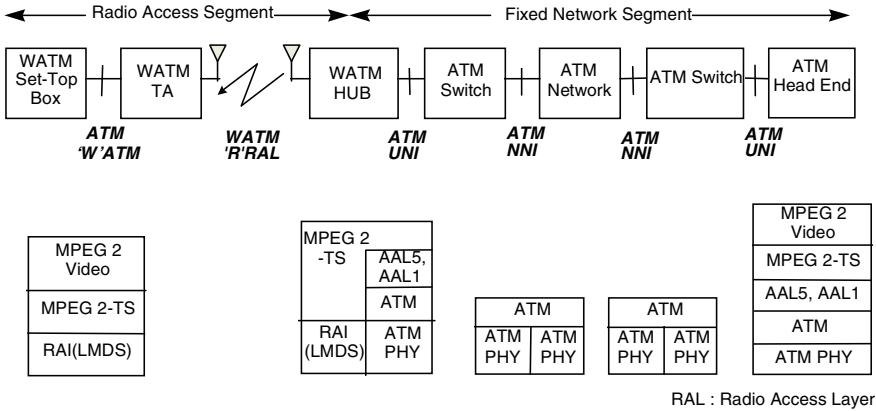 Radio Access Segment
Fixed Network Segment
WATM
Set-Top
Box
WATM
TA
WATM
HUB
ATM
Switch
ATM
Network
ATM Switch
ATM
Head End
ATM
'W'ATM
WATM
'R'RAL
ATM
UNI
ATM
NNI
ATM
NNI
ATM
UNI
MPEG 2
Video
MPEG 2-TS
RAI(LMDS)
MPEG 2
-TS
AAL5,
AAL1
ATM
RAI
(LMDS)
ATM
PHY
ATM
ATM
PHY
ATM
PHY
ATM
ATM
PHY
ATM
PHY
MPEG 2
Video
MPEG 2-TS
AAL5, AAL1
ATM
ATM PHY
RAL : Radio Access Layer